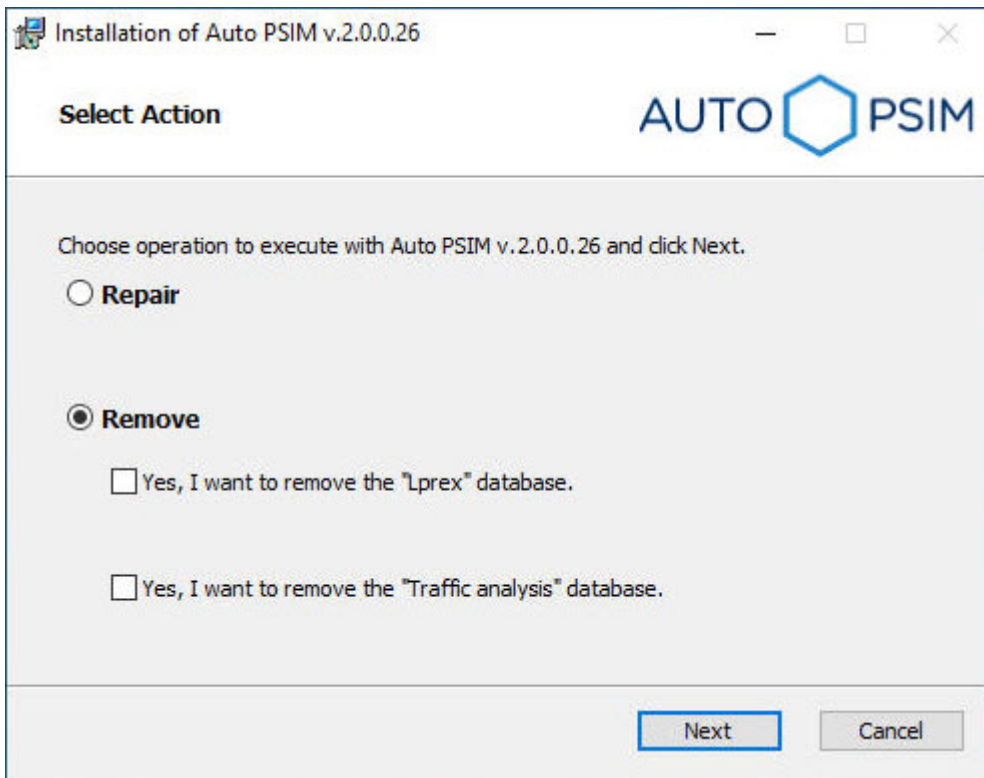 Installation of Auto PSIM v.2.0.0.26
Select Action
AUTO PSIM
Choose operation to execute with Auto PSIM v.2.0.0.26 and click Next.
Repair
Remove
Yes, I want to remove the "Lprex" database.
Yes, I want to remove the "Traffic analysis" database.
Next
Cancel